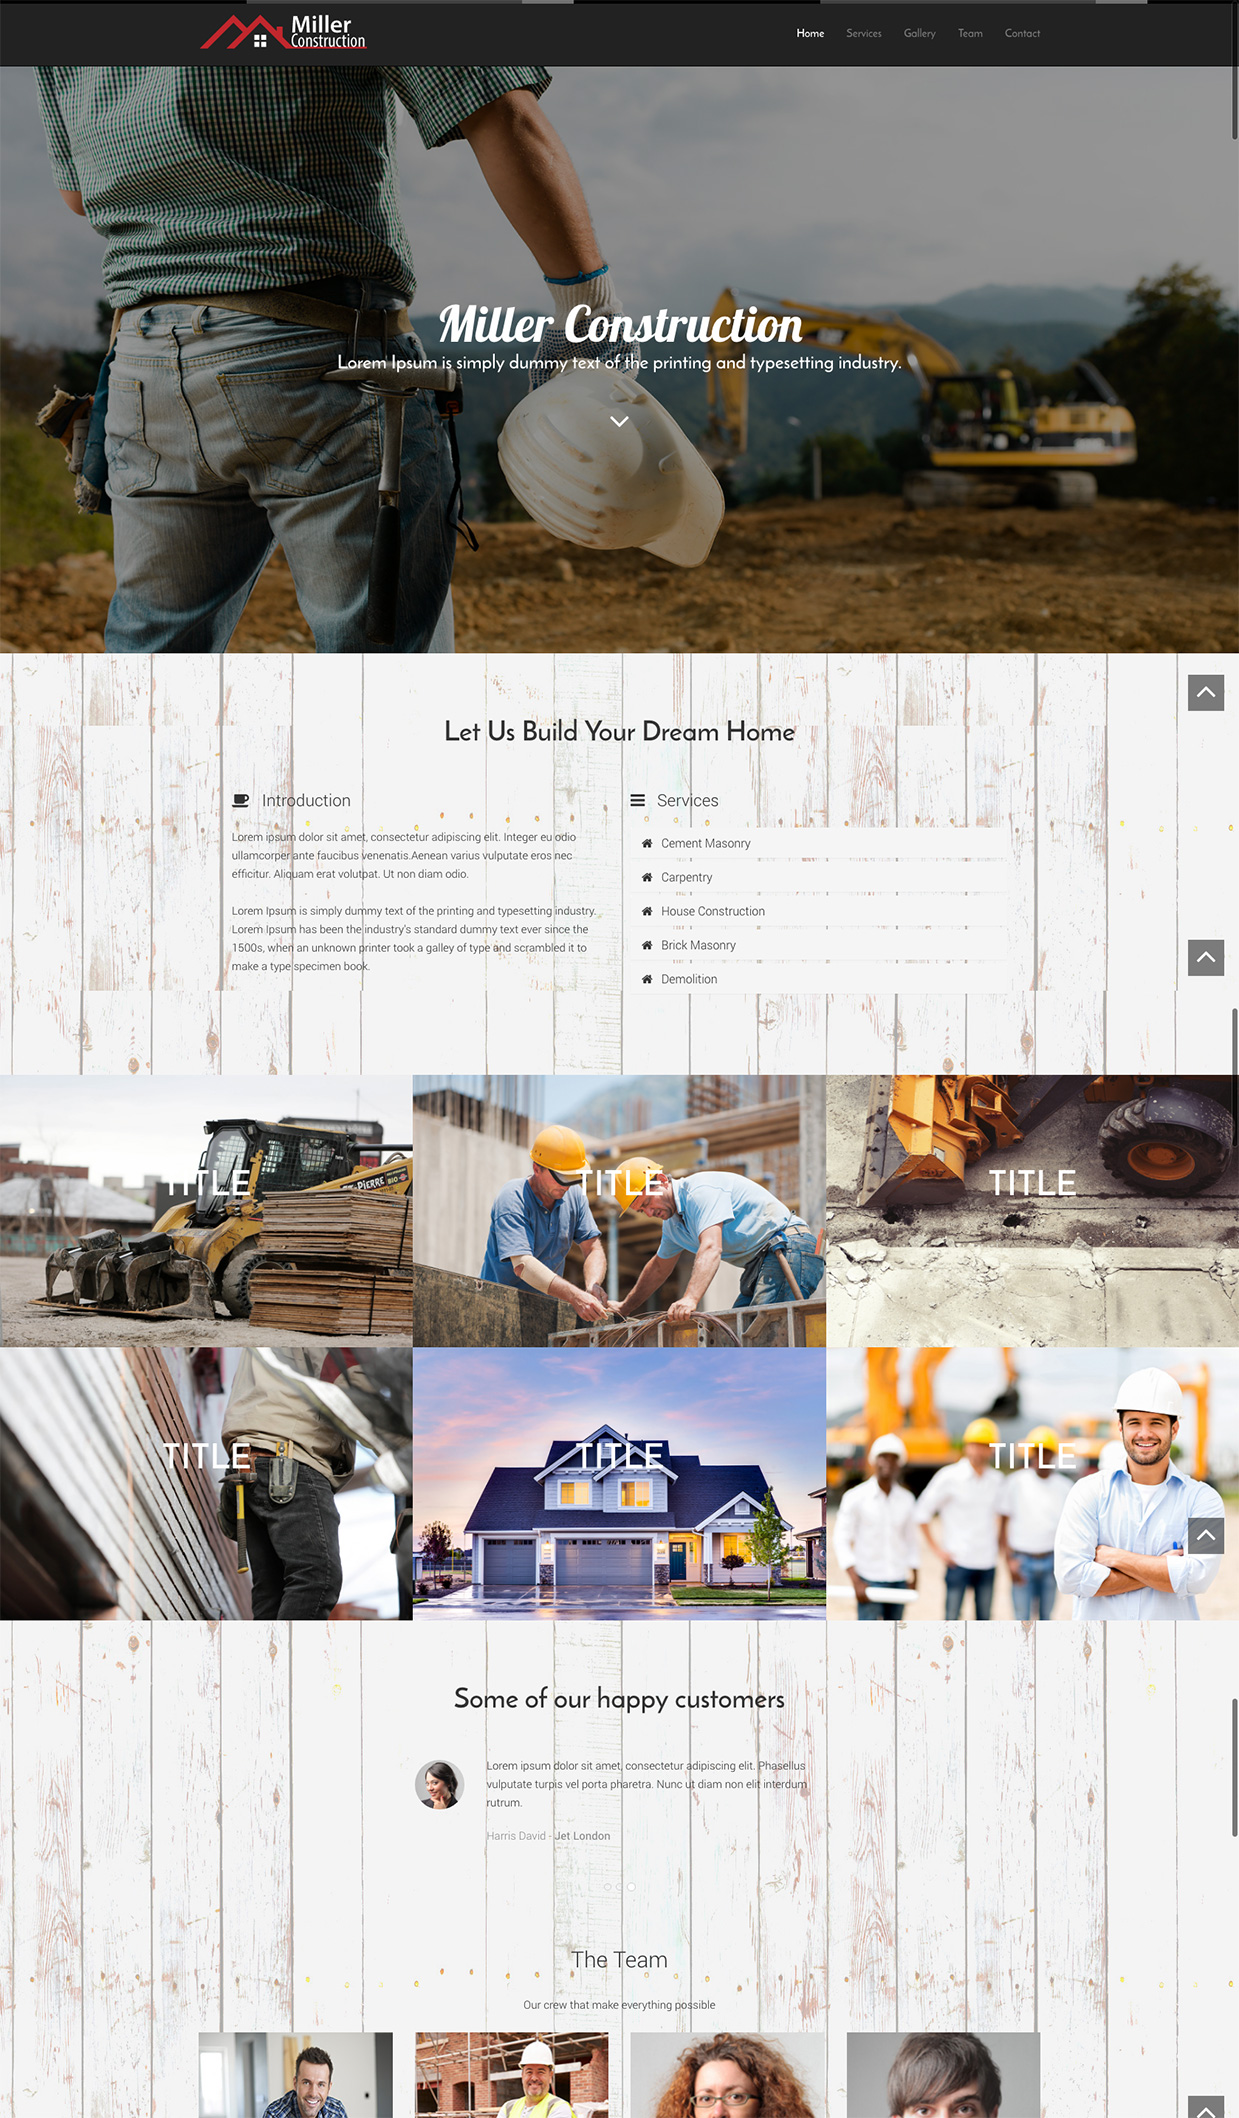 Miller
Construction
Home Services Gallery Team Contact
Miller Construction
Lorem Ipsum is simply dummy text of the printing and typesetting industry.
Let Us Build Your Dream Home
Introduction
Lorem ipsum dolor sit amet, consectetur adipiscing elit. Integer eu odio
ullamcorper ante faucibus venenatis.Aenean varius vulputate eros nec
efficitur. Aliquam erat volutpat. Ut non diam odio.
Lorem Ipsum is simply dummy text of the printing and typesetting industry.
Lorem Ipsum has been the industry's standard dummy text ever since the
1500s, when an unknown printer took a galley of type and scrambled it to
make a type specimen book.
Services
Cement Masonry
Carpentry
House Construction
Brick Masonry
Demolition
TITLE
TITLE
TITLE
TITLE
TITLE
TITLE
Some of our happy customers
Lorem ipsum dolor sit amet, consectetur adipiscing elit. Phasellus
vulputate turpis vel porta pharetra. Nunc ut diam non elit interdum
rutrum.
Harris David - Jet London
The Team
Our crew that make everything possible